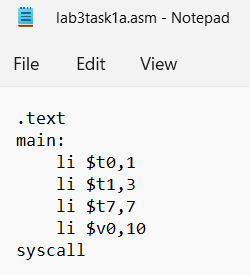 lab3task1a.asm - Notepad
File Edit View
.text
main:
    li $t0,1
    li $t1,3
    li $t7,7
    li $v0,10
syscall